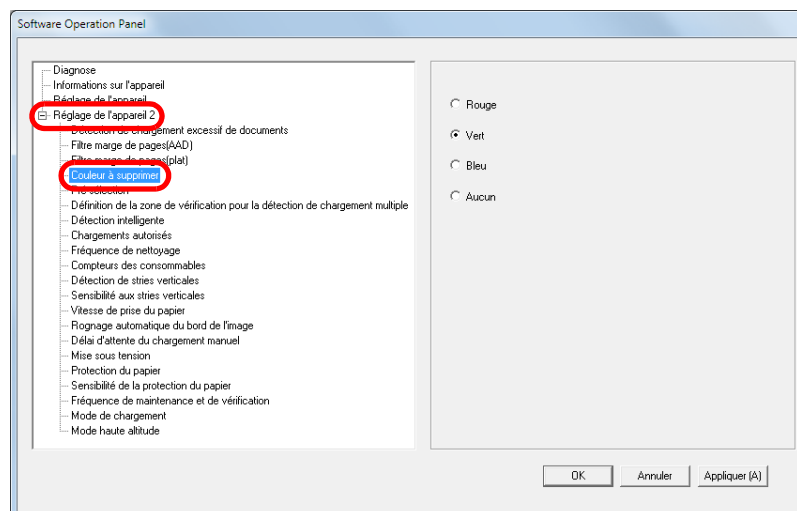 Software Operation Panel
Diagnose
Informations sur l'appareil
Réglage de l'appareil
Réglage de l'appareil 2
Détection de chargement excessif de documents
Filtre marge de pages(AAD)
Filtre marge de pages(plat)
Couleur à supprimer
Pré-sélection
Définition de la zone de vérification pour la détection de chargement multiple
Détection intelligente
Chargements autorisés
Fréquence de nettoyage
Compteurs des consommables
Détection de stries verticales
Sensibilité aux stries verticales
Vitesse de prise du papier
Rognage automatique du bord de l'image
Délai d'attente du chargement manuel
Mise sous tension
Protection du papier
Sensibilité de la protection du papier
Fréquence de maintenance et de vérification
Mode de chargement
Mode haute altitude
Rouge
Vert
Bleu
Aucun
OK Annuler Appliquer (A)